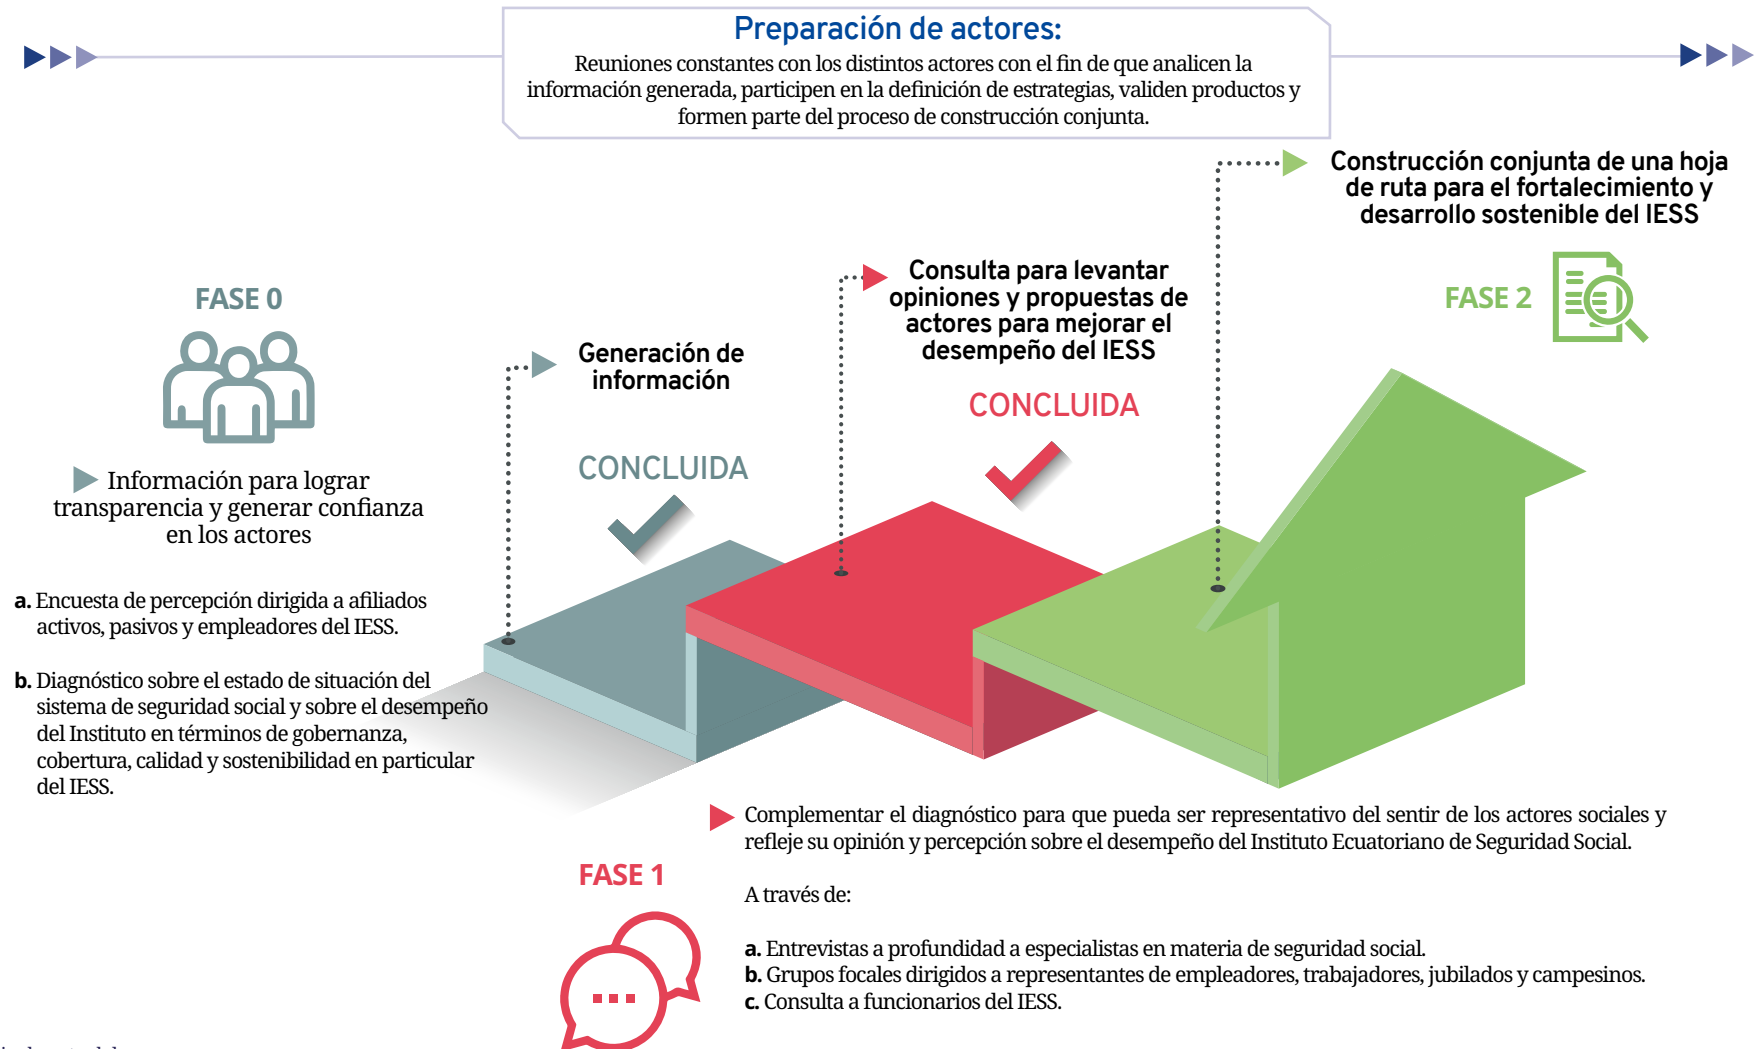 Preparación de actores:
Reuniones constantes con los distintos actores con el fin de que analicen la
información generada, participen en la definición de estrategias, validen productos y
formen parte del proceso de construcción conjunta.
Construcción conjunta de una hoja
de ruta para el fortalecimiento y
desarrollo sostenible del IESS
FASE 2
Consulta para levantar
opiniones y propuestas de
actores para mejorar el
desempeño del IESS
CONCLUIDA
Generación de
información
CONCLUIDA
FASE 0
Información para lograr
transparencia y generar confianza
en los actores
a. Encuesta de percepción dirigida a afiliados
activos, pasivos y empleadores del IESS.
b. Diagnóstico sobre el estado de situación del
sistema de seguridad social y sobre el desempeño
del Instituto en términos de gobernanza,
cobertura, calidad y sostenibilidad en particular
del IESS.
FASE 1
Complementar el diagnóstico para que pueda ser representativo del sentir de los actores sociales y
refleje su opinión y percepción sobre el desempeño del Instituto Ecuatoriano de Seguridad Social.
A través de:
a. Entrevistas a profundidad a especialistas en materia de seguridad social.
b. Grupos focales dirigidos a representantes de empleadores, trabajadores, jubilados y campesinos.
c. Consulta a funcionarios del IESS.